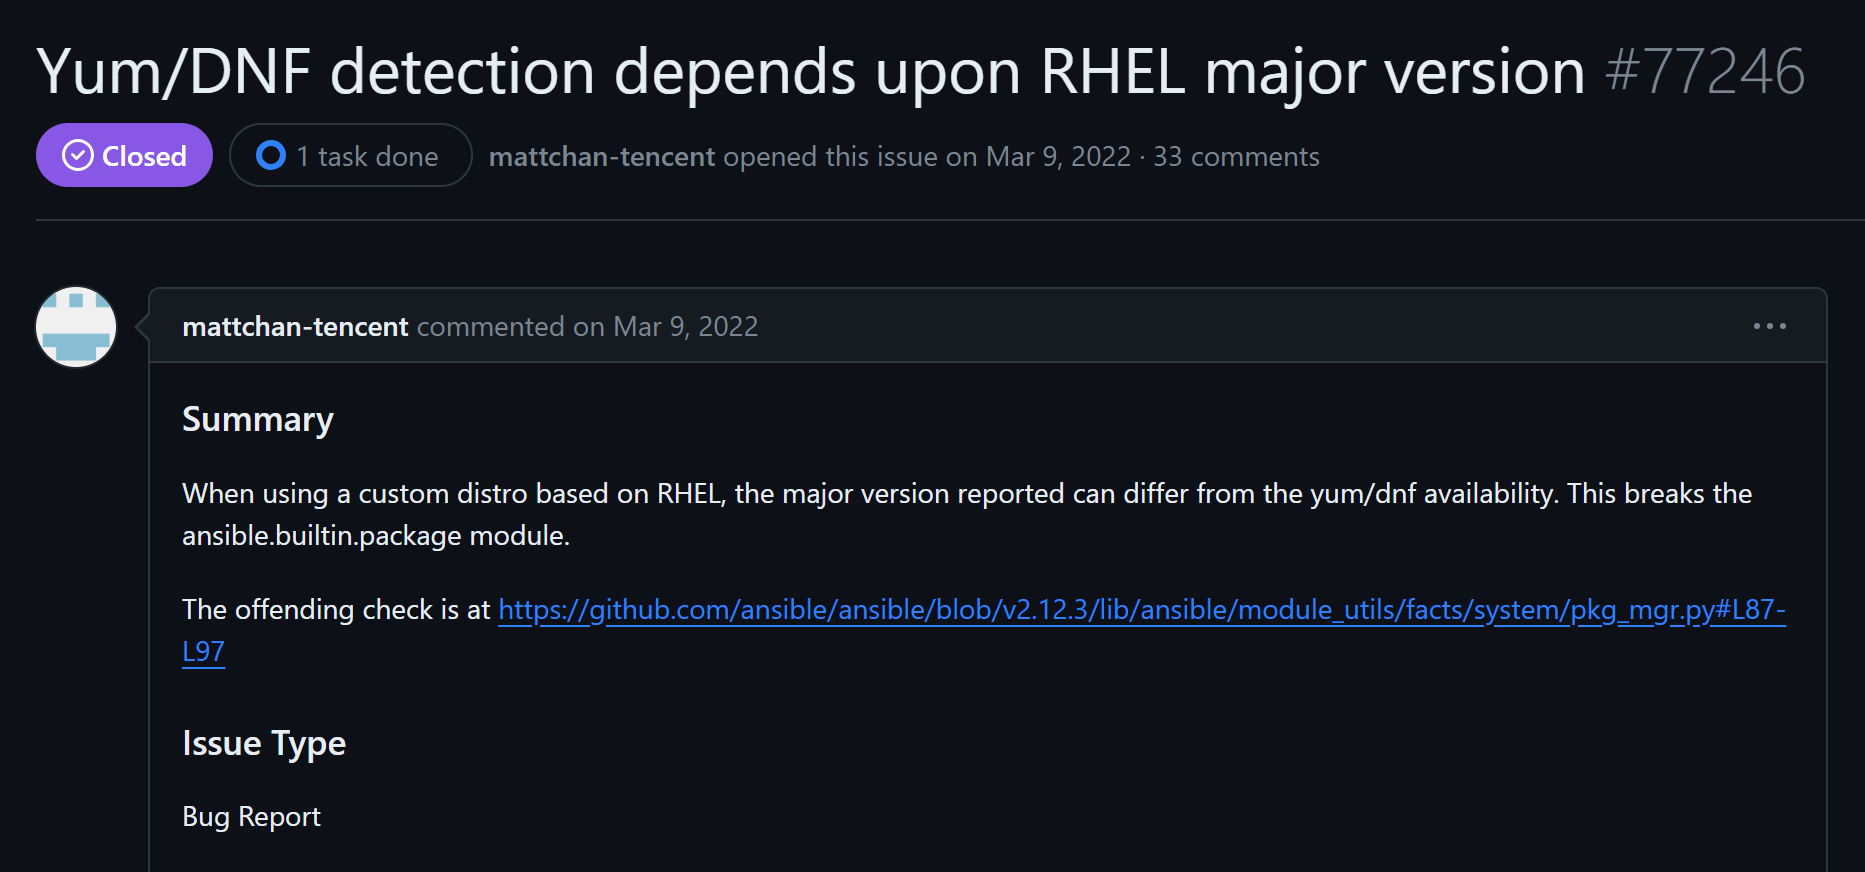 Yum/DNF detection depends upon RHEL major version #77246
Closed 1 task done mattchan-tencent opened this issue on Mar 9, 2022 · 33 comments
mattchan-tencent commented on Mar 9, 2022
Summary
When using a custom distro based on RHEL, the major version reported can differ from the yum/dnf availability. This breaks the
ansible.builtin.package module.
The offending check is at https://github.com/ansible/ansible/blob/v2.12.3/lib/ansible/module_utils/facts/system/pkg_mgr.py#L87-
L97
Issue Type
Bug Report